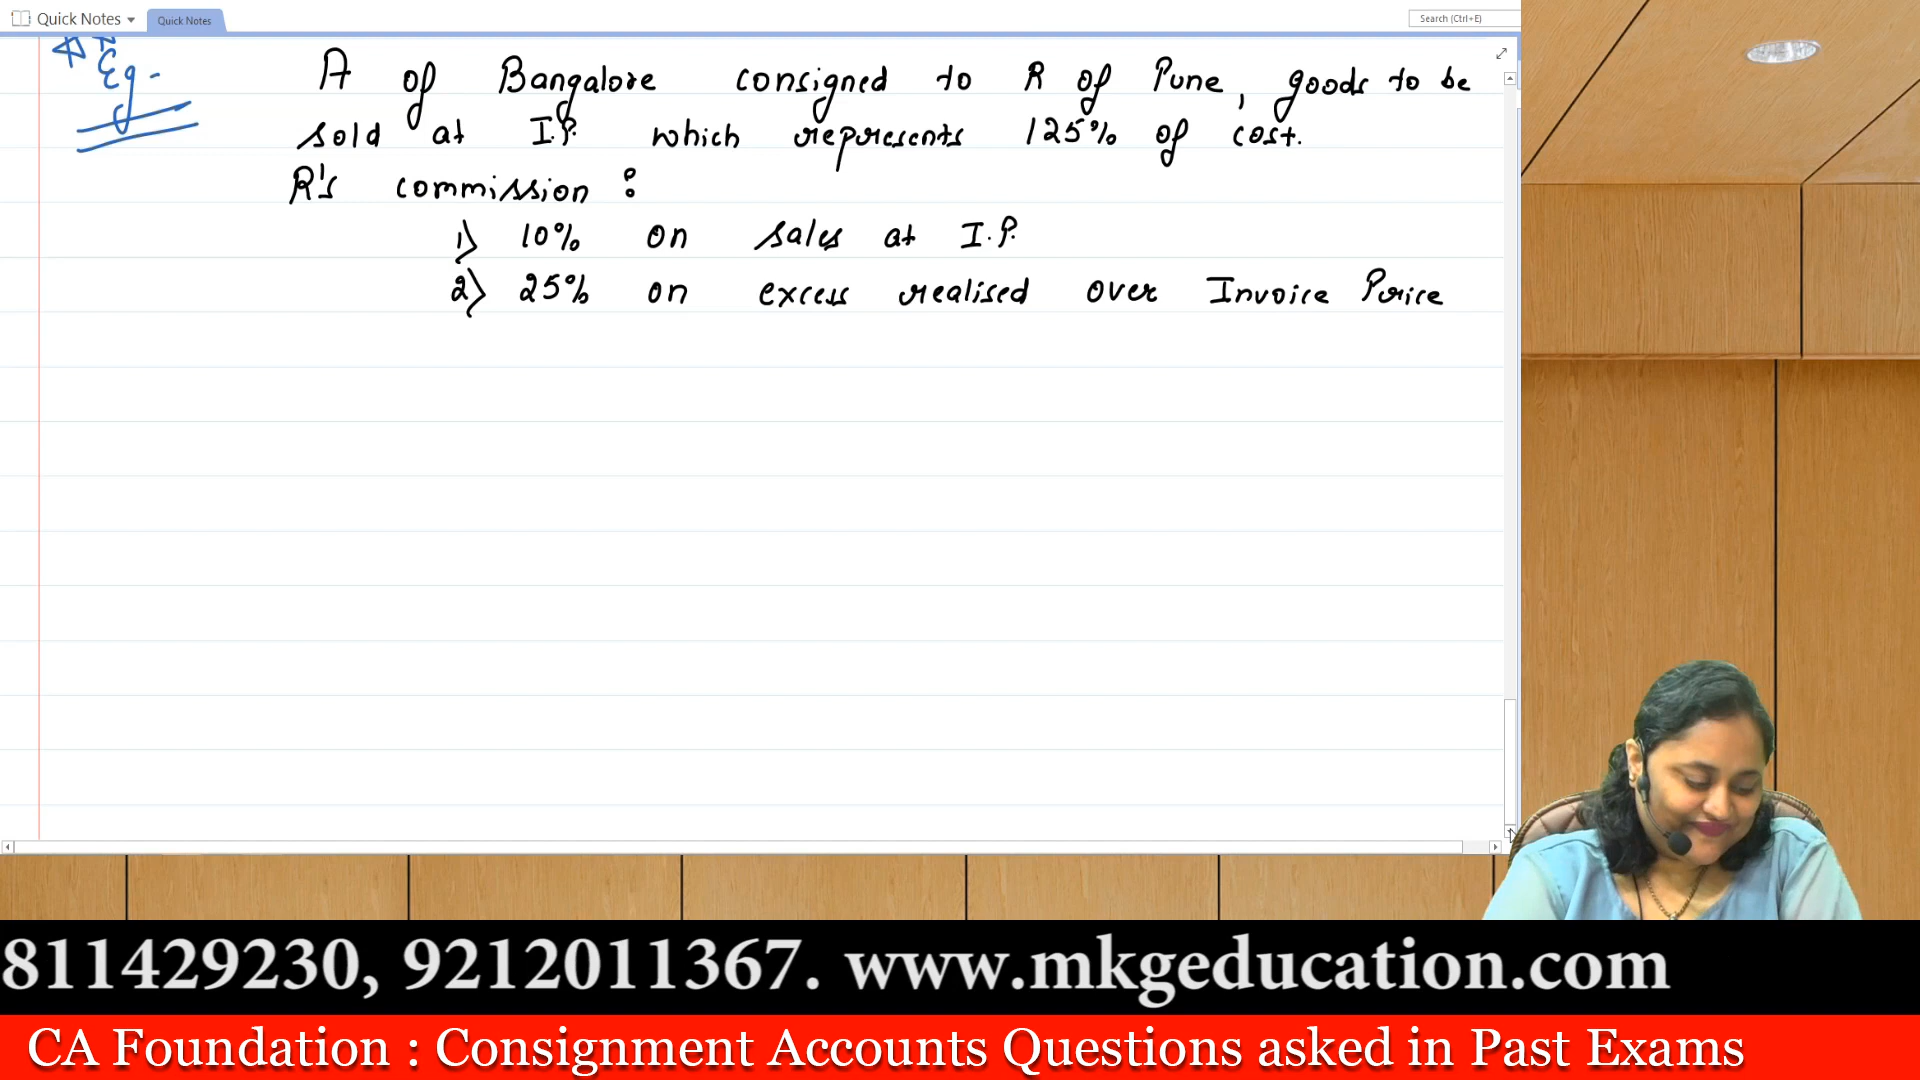 Quick Notes
Quick Notes
Search (Ctrl+E)
Eg -
A of Bangalore consigned to R of Pune, goods to be
sold at I.P. which represents 125% of cost.
R's commission :
1) 10% on sales at I.P.
2) 25% on excess realised over Invoice Price
811429230, 9212011367. www.mkgeducation.com
CA Foundation : Consignment Accounts Questions asked in Past Exams